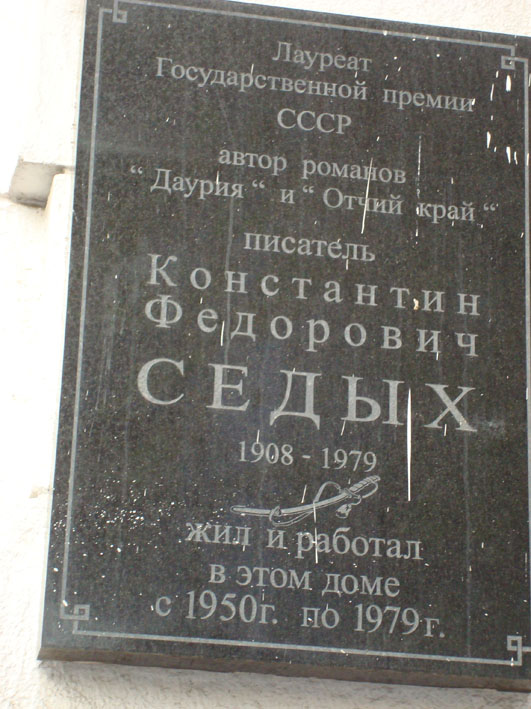 Лауреат
Государственной премии
СССР
автор романов
“ Даурия “ и “ Отчий край “
писатель
Константин
Федорович
СЕДЫХ
1908 - 1979
жил и работал
в этом доме
с 1950г. по 1979г.